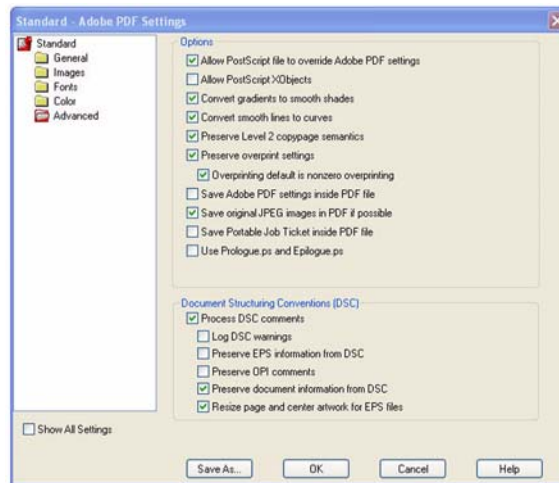 Standard - Adobe PDF Settings
Standard
General
Images
Fonts
Color
Advanced
Show All Settings
Options
Allow PostScript file to override Adobe PDF settings
Allow PostScript XObjects
Convert gradients to smooth shades
Convert smooth lines to curves
Preserve Level 2 copypage semantics
Preserve overprint settings
Overprinting default is nonzero overprinting
Save Adobe PDF settings inside PDF file
Save original JPEG images in PDF if possible
Save Portable Job Ticket inside PDF file
Use Prologue.ps and Epilogue.ps
Document Structuring Conventions (DSC)
Process DSC comments
Log DSC warnings
Preserve EPS information from DSC
Preserve OPI comments
Preserve document information from DSC
Resize page and center artwork for EPS files
Save As... OK Cancel Help